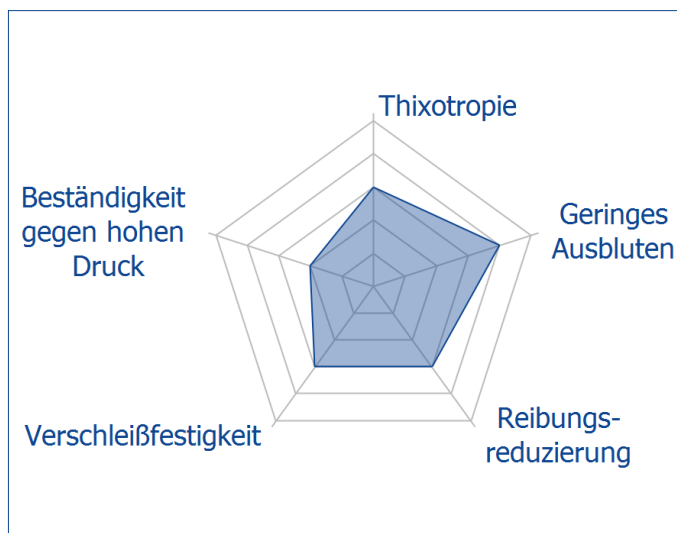 Thixotropie
Geringes
Ausbluten
Reibungs-
reduzierung
Verschleißfestigkeit
Beständigkeit
gegen hohen
Druck